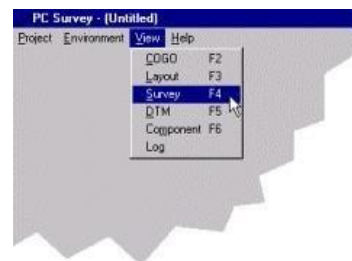 PC Survey - (Untitled)
Project Environment View Help
COGO F2
Layout F3
Survey F4
DTM F5
Component F6
Log